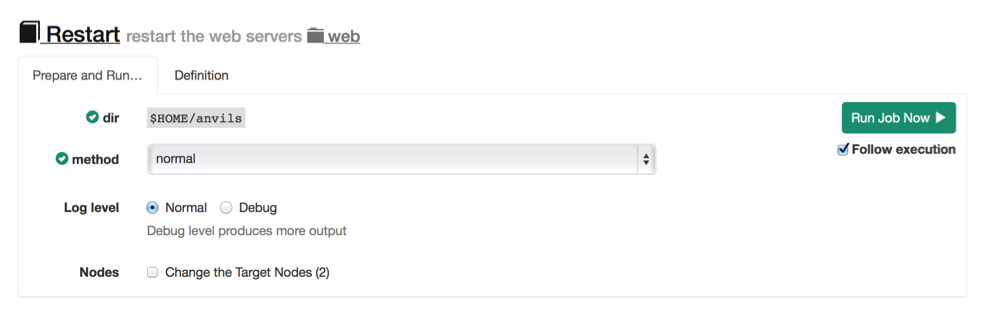 Restart restart the web servers web
Prepare and Run… Definition
dir $HOME/anvils Run Job Now
method normal Follow execution
Log level Normal Debug
Debug level produces more output
Nodes Change the Target Nodes (2)